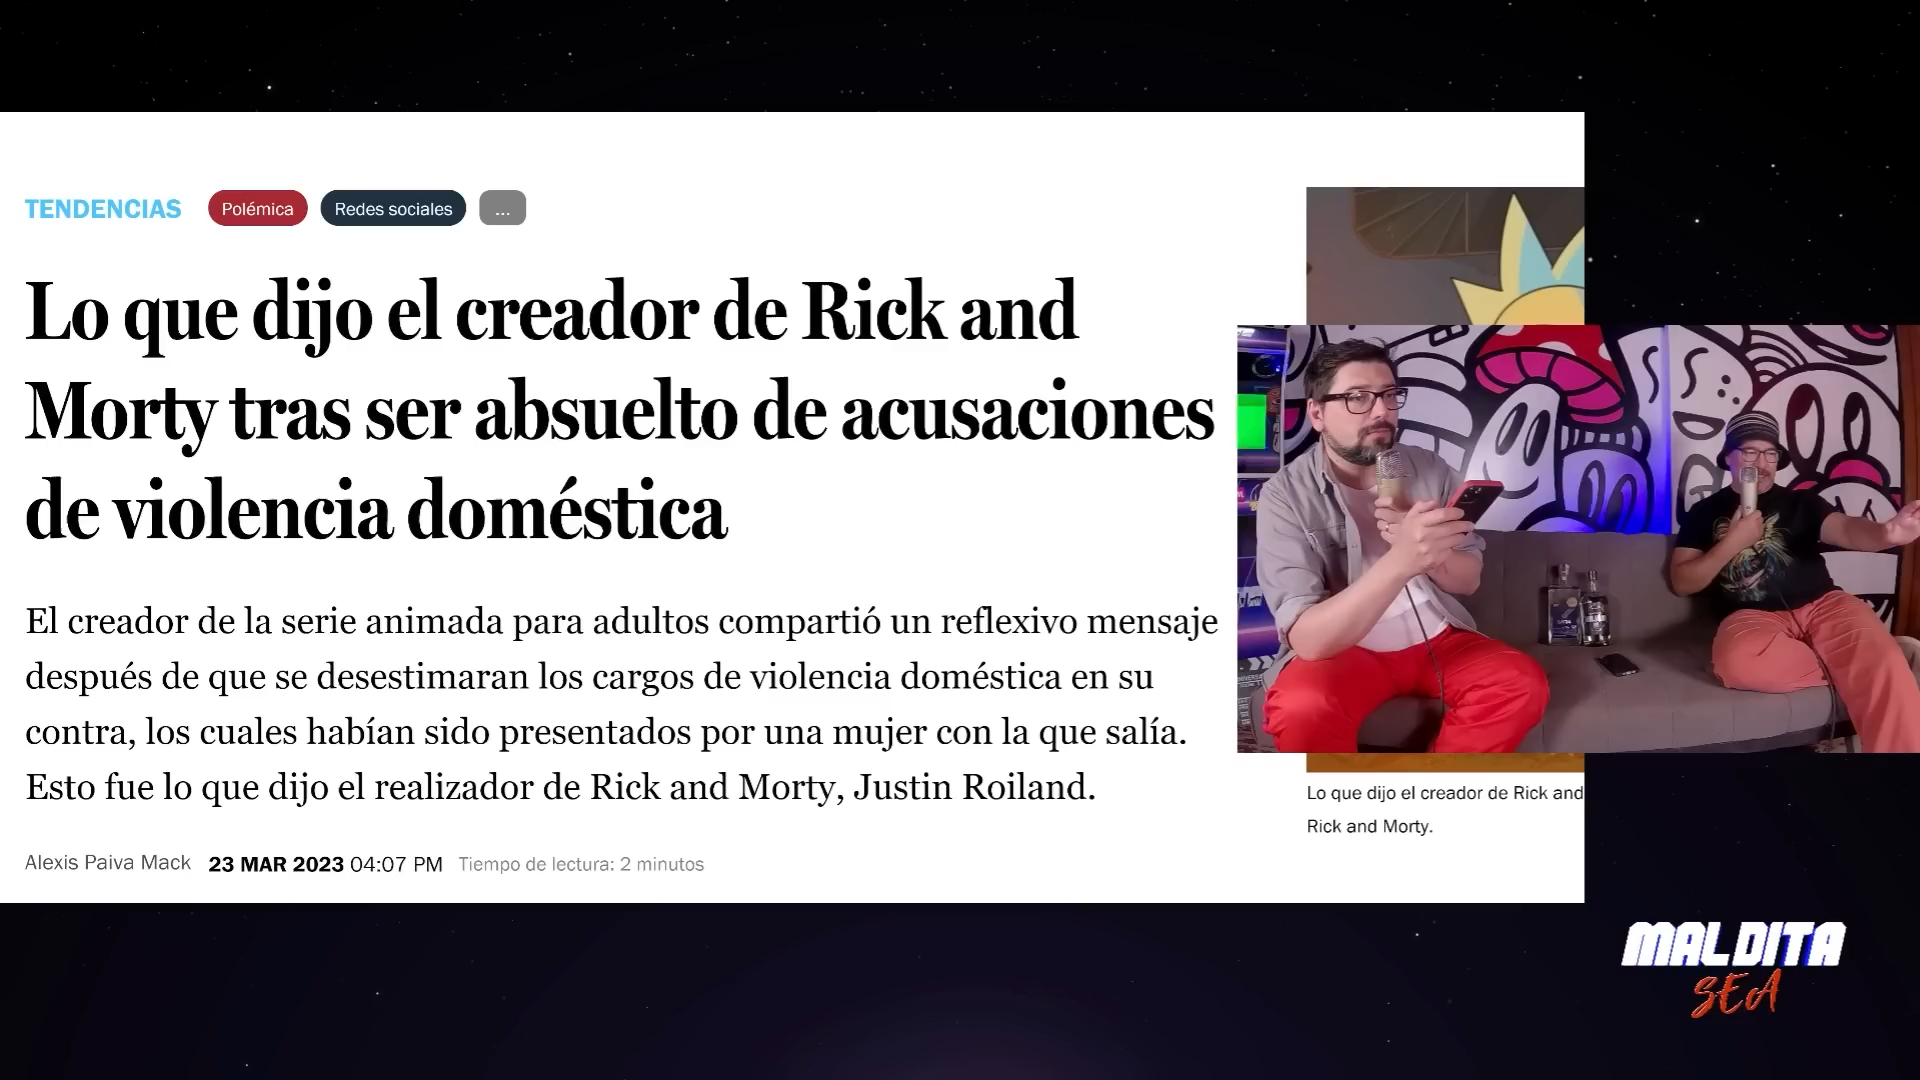 TENDENCIAS Polémica Redes sociales ...
Lo que dijo el creador de Rick and
Morty tras ser absuelto de acusaciones
de violencia doméstica
El creador de la serie animada para adultos compartió un reflexivo mensaje
después de que se desestimaran los cargos de violencia doméstica en su
contra, los cuales habían sido presentados por una mujer con la que salía.
Esto fue lo que dijo el realizador de Rick and Morty, Justin Roiland.
Alexis Paiva Mack 23 MAR 2023 04:07 PM Tiempo de lectura: 2 minutos
Lo que dijo el creador de Rick and
Rick and Morty.
MALDITA
SEA